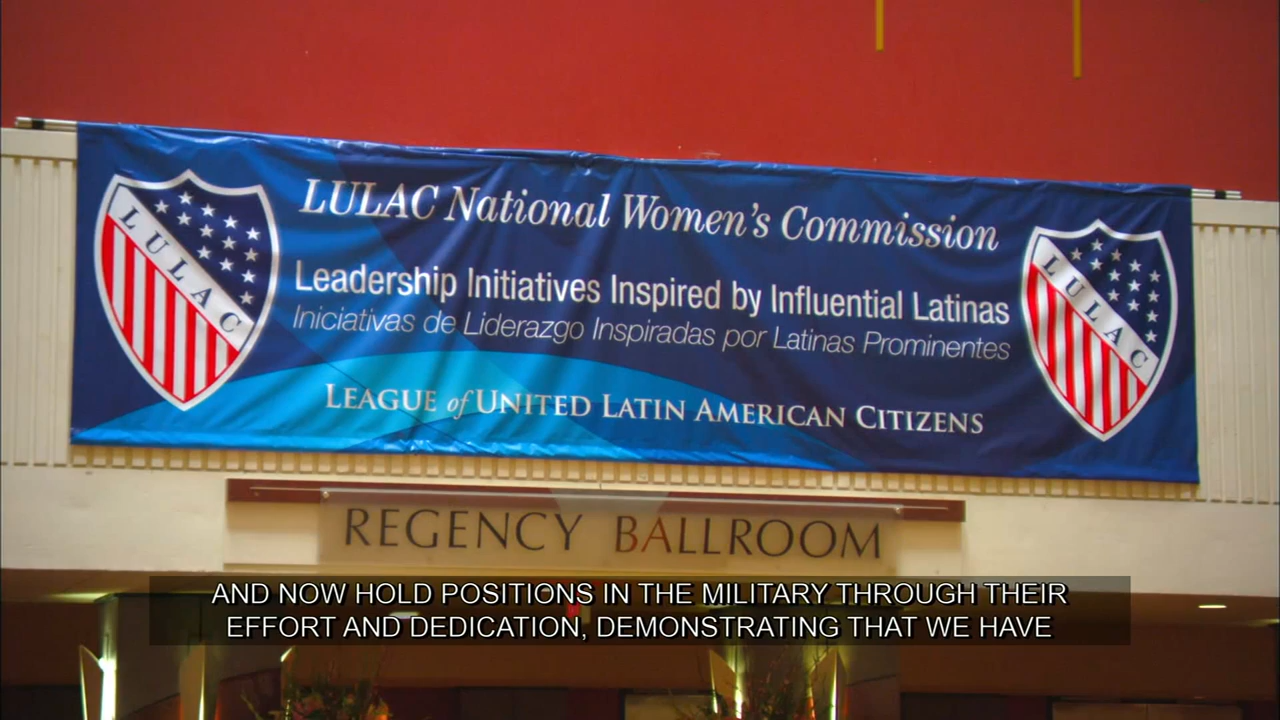 LULAC National Women's Commission
Leadership Initiatives Inspired by Influential Latinas
Iniciativas de Liderazgo Inspiradas por Latinas Prominentes
LEAGUE of UNITED LATIN AMERICAN CITIZENS
LULAC
LULAC
REGENCY BALLROOM
AND NOW HOLD POSITIONS IN THE MILITARY THROUGH THEIR
EFFORT AND DEDICATION, DEMONSTRATING THAT WE HAVE